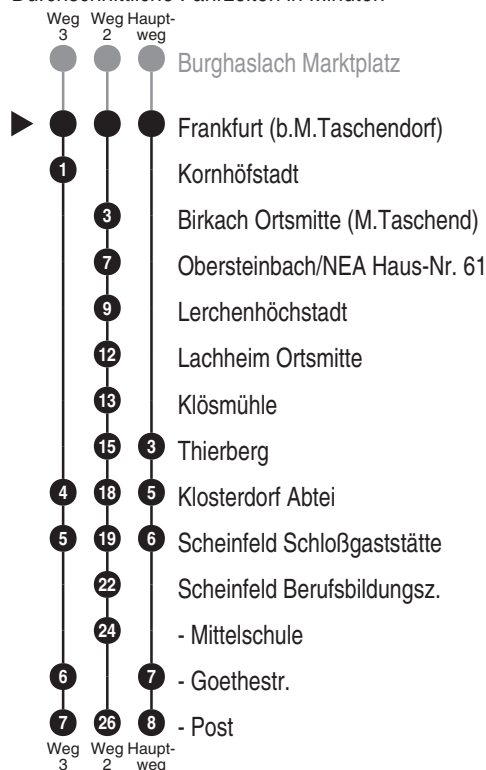 Durchschnittliche Fahrzeiten in Minuten
Weg 3 Weg 2 Haupt-weg
Burghaslach Marktplatz
Frankfurt (b.M.Taschendorf)
1 Kornhöfstadt
3 Birkach Ortsmitte (M.Taschend)
7 Obersteinbach/NEA Haus-Nr. 61
9 Lerchenhöchstadt
12 Lachheim Ortsmitte
13 Klösmühle
15 3 Thierberg
4 18 5 Klosterdorf Abtei
5 19 6 Scheinfeld Schloßgaststätte
22 Scheinfeld Berufsbildungsz.
24 - Mittelschule
6 7 - Goethestr.
7 26 8 - Post
Weg 3 Weg 2 Haupt-weg